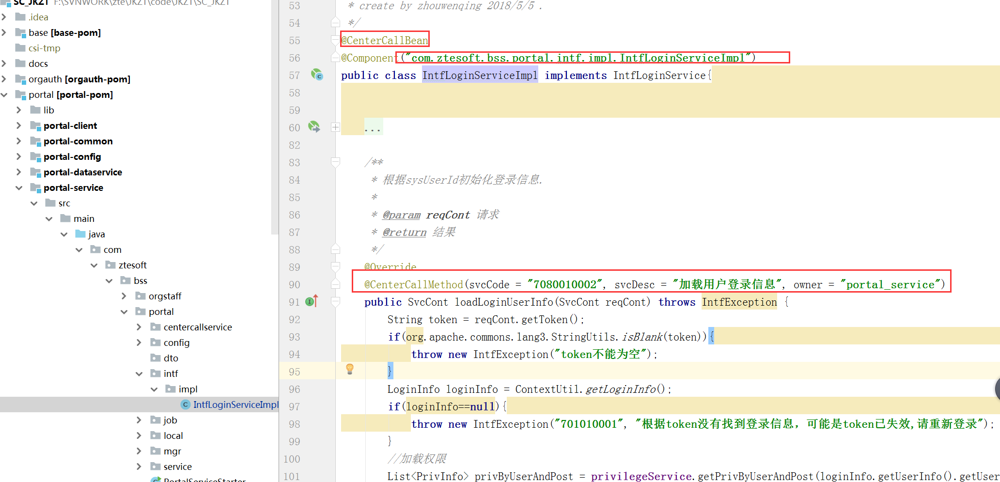 SC_JKZT F:\SVNWORK\zte\JKZT\code\JKZT\SC_JKZT
.idea
base [base-pom]
csi-tmp
docs
orgauth [orgauth-pom]
portal [portal-pom]
lib
portal-client
portal-common
portal-config
portal-dataservice
portal-service
src
main
java
com
ztesoft
bss
orgstaff
portal
centercallservice
config
dto
intf
impl
IntfLoginServiceImpl
job
local
mgr
service
PortalServiceStarter
53 * create by zhouwenqing 2018/5/5 .
54 */
55 @CenterCallBean
56 @Component("com.ztesoft.bss.portal.intf.impl.IntfLoginServiceImpl")
57 public class IntfLoginServiceImpl implements IntfLoginService{
58
59
60 ...
82
83 /**
84 * 根据sysUserId初始化登录信息.
85 *
86 * @param reqCont 请求
87 * @return 结果
88 */
89 @Override
90 @CenterCallMethod(svcCode = "7080010002", svcDesc = "加载用户登录信息", owner = "portal_service")
91 public SvcCont loadLoginUserInfo(SvcCont reqCont) throws IntfException {
92 String token = reqCont.getToken();
93 if(org.apache.commons.lang3.StringUtils.isBlank(token)){
94 throw new IntfException("token不能为空");
95 }
96 LoginInfo loginInfo = ContextUtil.getLoginInfo();
97 if(loginInfo==null){
98 throw new IntfException("701010001", "根据token没有找到登录信息，可能是token已失效,请重新登录");
99 }
100 //加载权限
101 List<PrivInfo> privByUserAndPost = privilegeService.getPrivByUserAndPost(loginInfo.getUserInfo().getUser